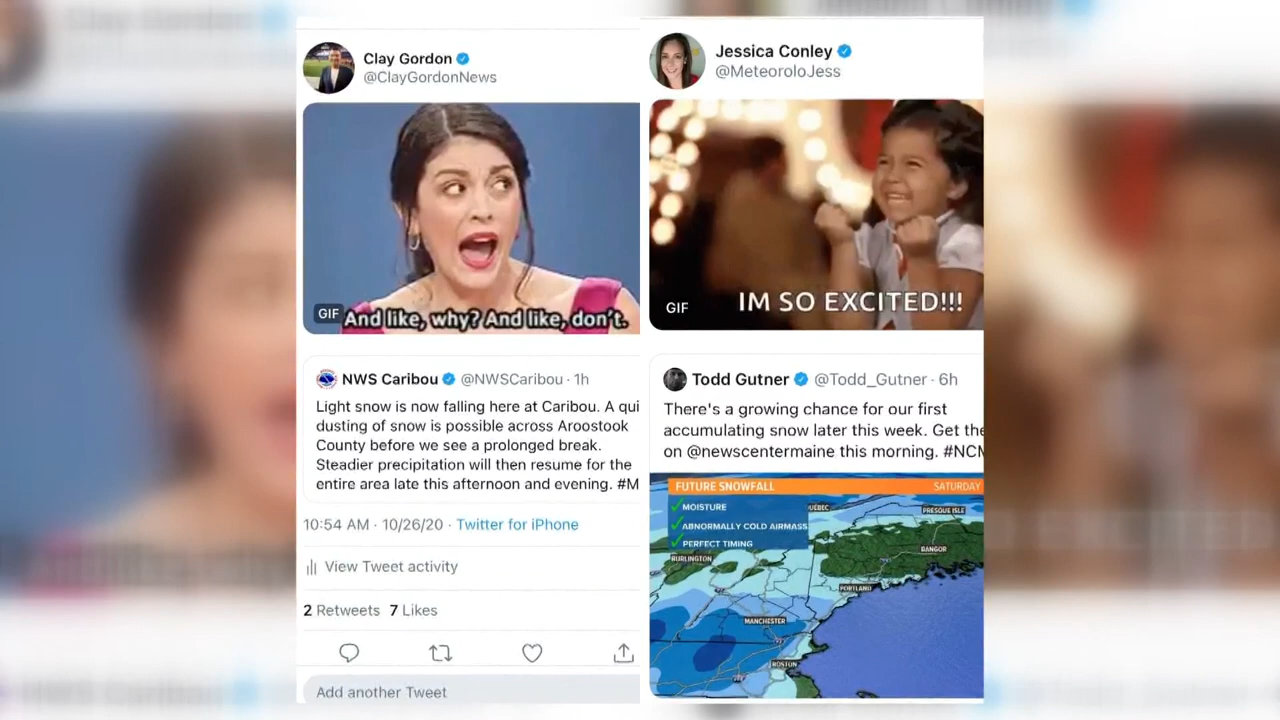 Clay Gordon
@ClayGordonNews
GIF And like, why? And like, don't.
NWS Caribou @NWSCaribou · 1h
Light snow is now falling here at Caribou. A qui
dusting of snow is possible across Aroostook
County before we see a prolonged break.
Steadier precipitation will then resume for the
entire area late this afternoon and evening. #M
10:54 AM · 10/26/20 · Twitter for iPhone
View Tweet activity
2 Retweets 7 Likes
Add another Tweet
Jessica Conley
@MeteoroloJess
GIF IM SO EXCITED!!!
Todd Gutner @Todd_Gutner · 6h
There's a growing chance for our first
accumulating snow later this week. Get the
on @newscentermaine this morning. #NCM
FUTURE SNOWFALL SATURDAY
MOISTURE
ABNORMALLY COLD AIRMASS
PERFECT TIMING
QUÉBEC
PRESQUE ISLE
BURLINGTON
BANGOR
PORTLAND
MANCHESTER
BOSTON